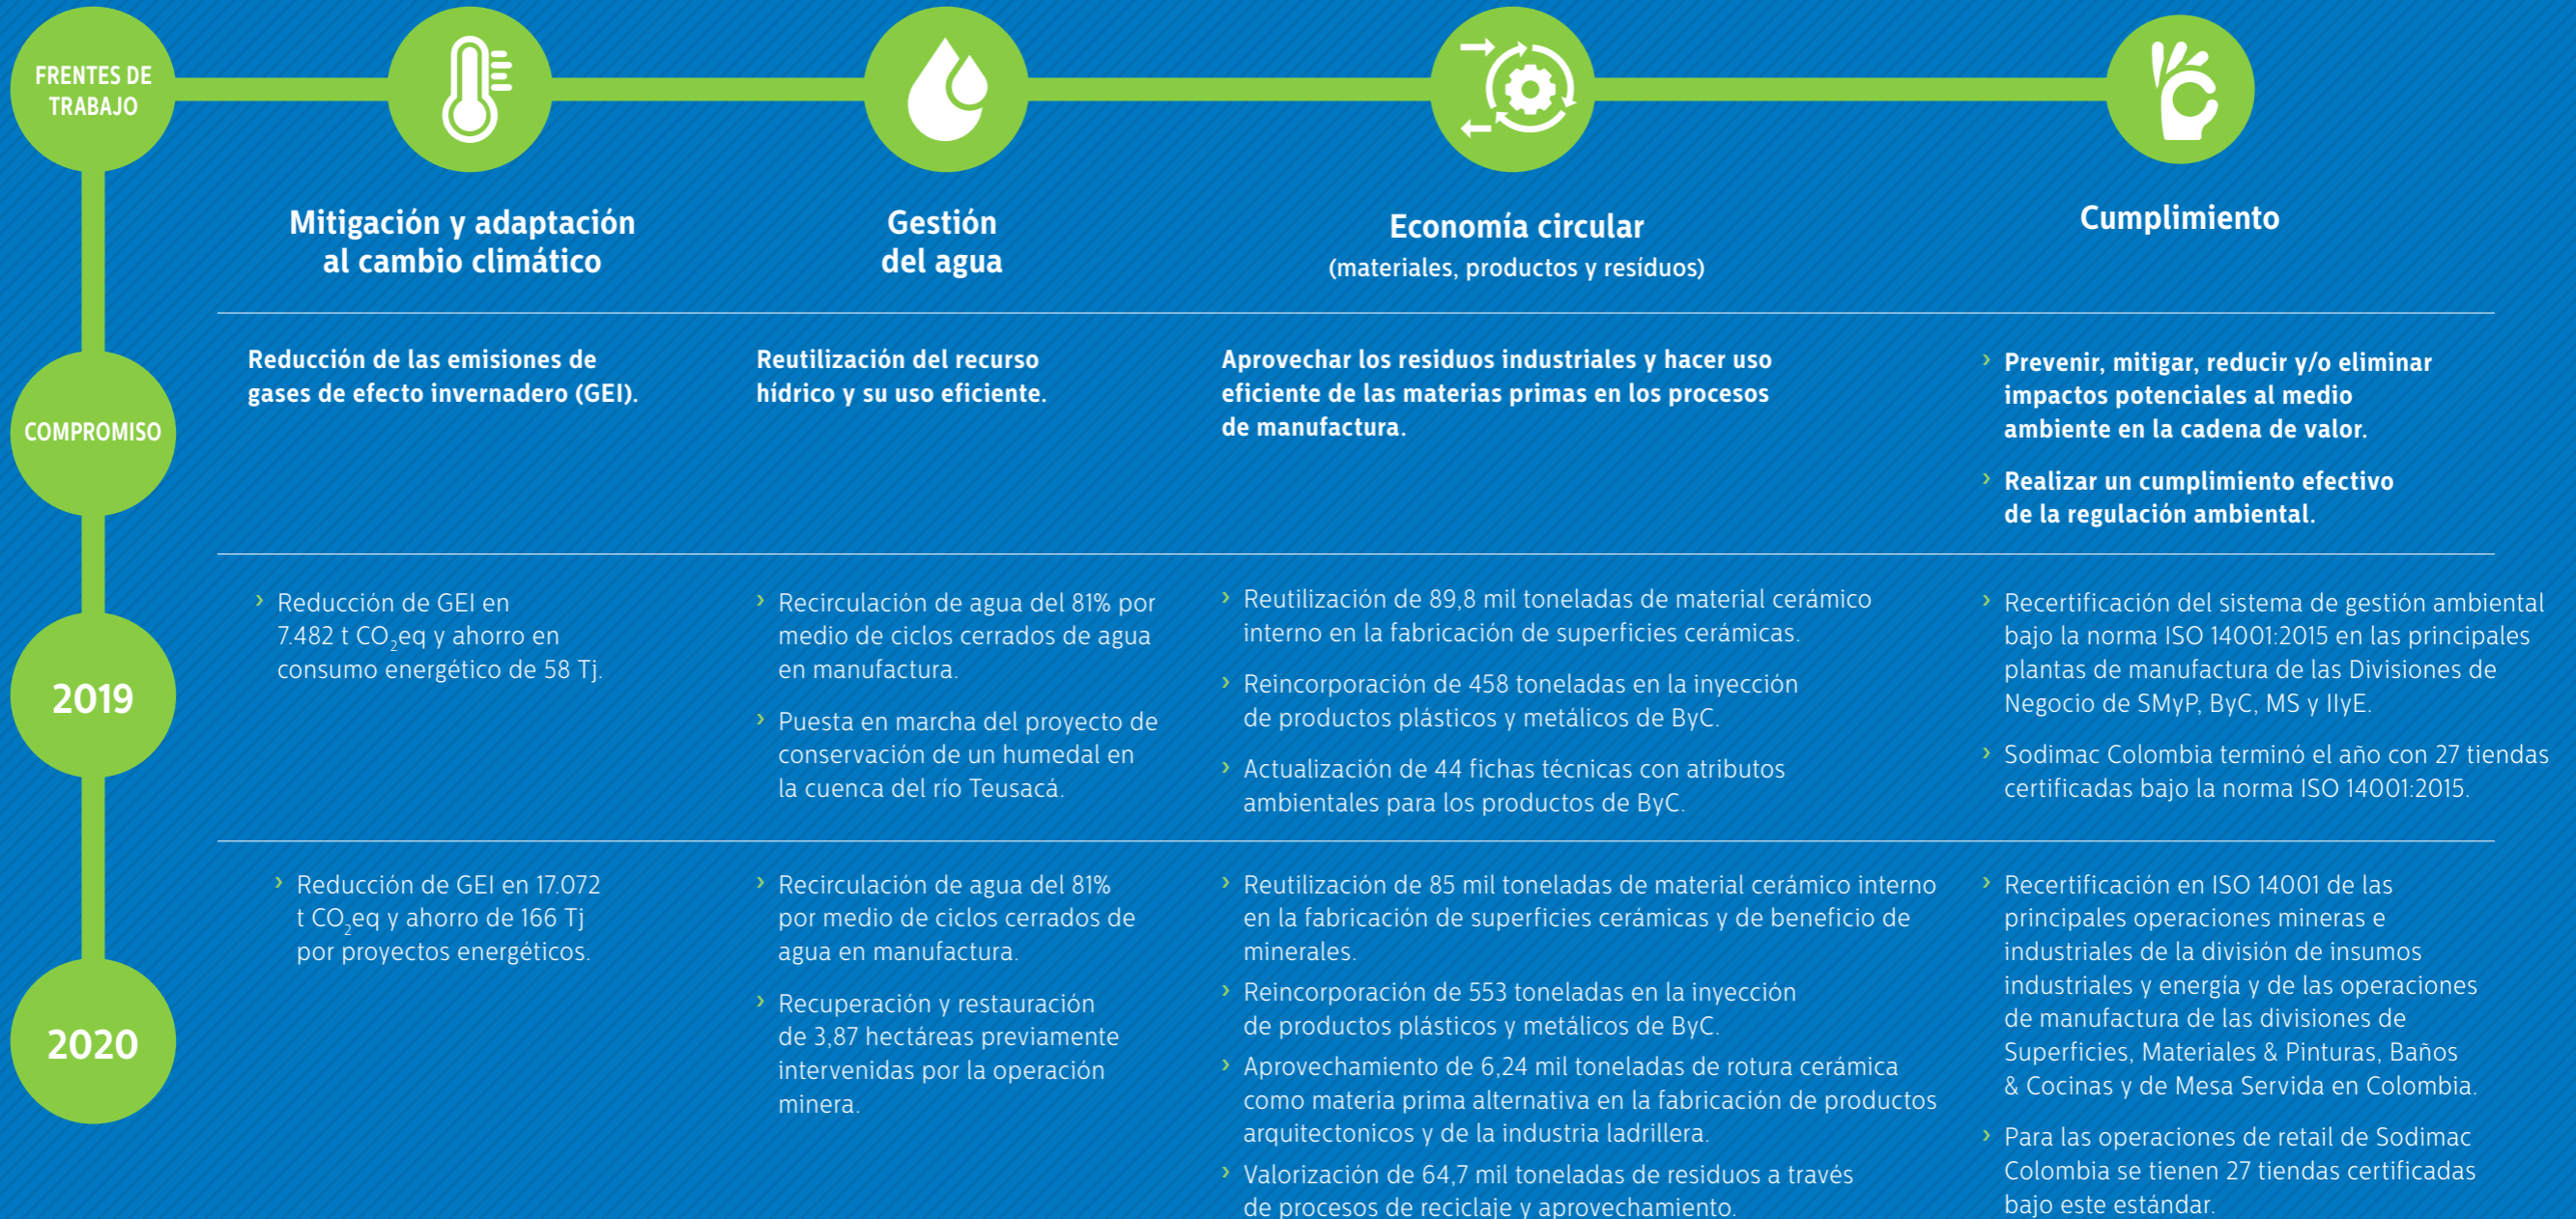 FRENTES DE
TRABAJO
Mitigación y adaptación
al cambio climático
Gestión
del agua
Economía circular
(materiales, productos y resíduos)
Cumplimiento
COMPROMISO
Reducción de las emisiones de
gases de efecto invernadero (GEI).
Reutilización del recurso
hídrico y su uso eficiente.
Aprovechar los residuos industriales y hacer uso
eficiente de las materias primas en los procesos
de manufactura.
› Prevenir, mitigar, reducir y/o eliminar
impactos potenciales al medio
ambiente en la cadena de valor.
› Realizar un cumplimiento efectivo
de la regulación ambiental.
2019
› Reducción de GEI en
7.482 t CO₂eq y ahorro en
consumo energético de 58 Tj.
› Recirculación de agua del 81% por
medio de ciclos cerrados de agua
en manufactura.
› Puesta en marcha del proyecto de
conservación de un humedal en
la cuenca del río Teusacá.
› Reutilización de 89,8 mil toneladas de material cerámico
interno en la fabricación de superficies cerámicas.
› Reincorporación de 458 toneladas en la inyección
de productos plásticos y metálicos de ByC.
› Actualización de 44 fichas técnicas con atributos
ambientales para los productos de ByC.
› Recertificación del sistema de gestión ambiental
bajo la norma ISO 14001:2015 en las principales
plantas de manufactura de las Divisiones de
Negocio de SMyP, ByC, MS y IIyE.
› Sodimac Colombia terminó el año con 27 tiendas
certificadas bajo la norma ISO 14001:2015.
2020
› Reducción de GEI en 17.072
t CO₂eq y ahorro de 166 Tj
por proyectos energéticos.
› Recirculación de agua del 81%
por medio de ciclos cerrados de
agua en manufactura.
› Recuperación y restauración
de 3,87 hectáreas previamente
intervenidas por la operación
minera.
› Reutilización de 85 mil toneladas de material cerámico interno
en la fabricación de superficies cerámicas y de beneficio de
minerales.
› Reincorporación de 553 toneladas en la inyección
de productos plásticos y metálicos de ByC.
› Aprovechamiento de 6,24 mil toneladas de rotura cerámica
como materia prima alternativa en la fabricación de productos
arquitectonicos y de la industria ladrillera.
› Valorización de 64,7 mil toneladas de residuos a través
de procesos de reciclaje y aprovechamiento.
› Recertificación en ISO 14001 de las
principales operaciones mineras e
industriales de la división de insumos
industriales y energía y de las operaciones
de manufactura de las divisiones de
Superficies, Materiales & Pinturas, Baños
& Cocinas y de Mesa Servida en Colombia.
› Para las operaciones de retail de Sodimac
Colombia se tienen 27 tiendas certificadas
bajo este estándar.